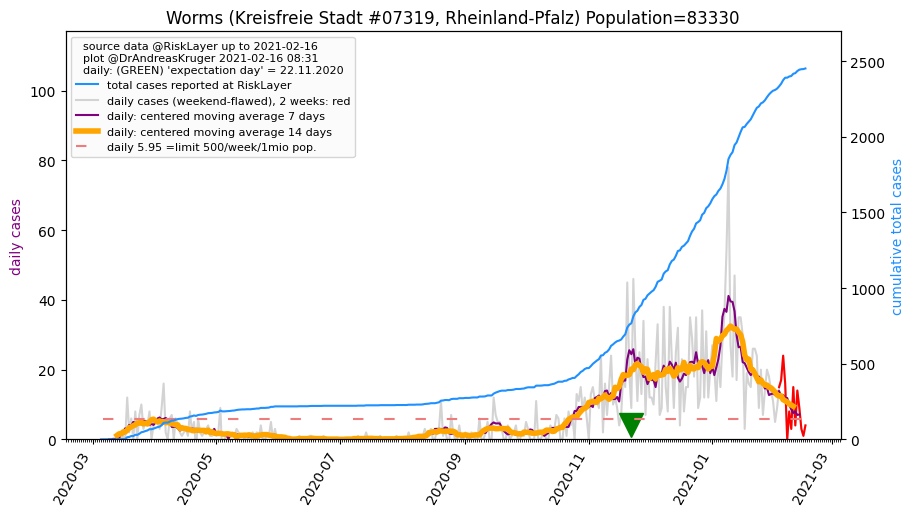 Worms (Kreisfreie Stadt #07319, Rheinland-Pfalz) Population=83330
source data @RiskLayer up to 2021-02-16
plot @DrAndreasKruger 2021-02-16 08:31
daily: (GREEN) 'expectation day' = 22.11.2020
total cases reported at RiskLayer
daily cases (weekend-flawed), 2 weeks: red
daily: centered moving average 7 days
daily: centered moving average 14 days
daily 5.95 =limit 500/week/1mio pop.
daily cases
100
80
60
40
20
0
cumulative total cases
2500
2000
1500
1000
500
0
2020-03
2020-05
2020-07
2020-09
2020-11
2021-01
2021-03